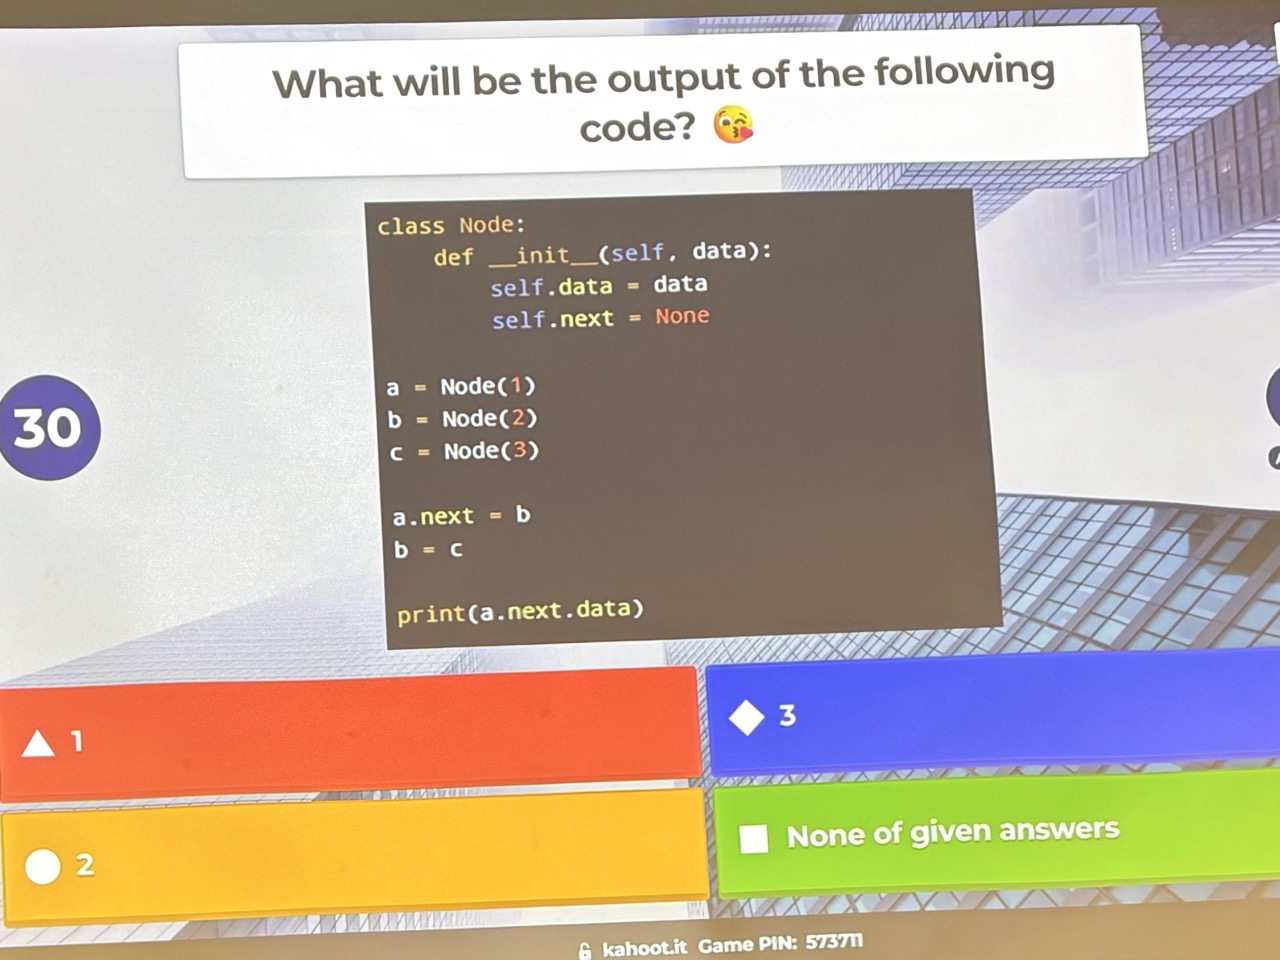 What will be the output of the following
code? 😘
class Node:
    def __init__(self, data):
        self.data = data
        self.next = None
30
a = Node(1)
b = Node(2)
c = Node(3)
a.next = b
b = c
print(a.next.data)
1
3
2
None of given answers
kahoot.it Game PIN: 573711